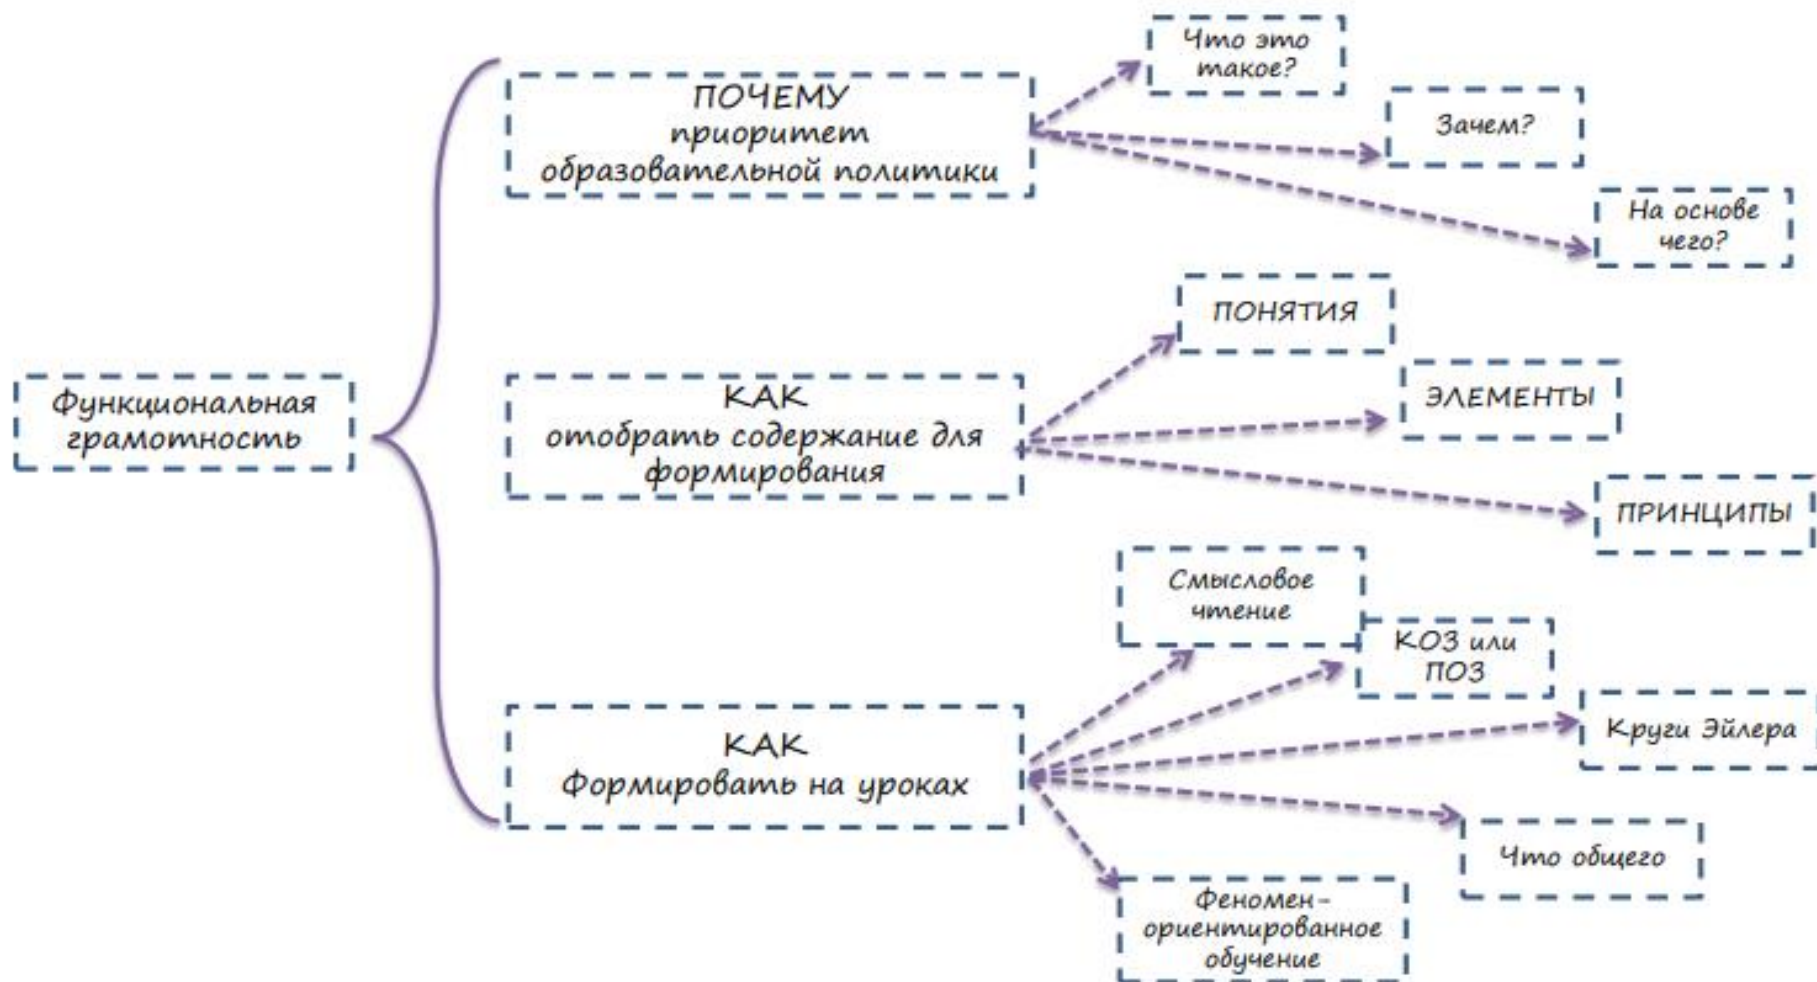 Функциональная
грамотность
ПОЧЕМУ
приоритет
образовательной политики
Что это
такое?
Зачем?
На основе
чего?
КАК
отобрать содержание для
формирования
ПОНЯТИЯ
ЭЛЕМЕНТЫ
ПРИНЦИПЫ
КАК
Формировать на уроках
Смысловое
чтение
КОЗ или
ПОЗ
Круги Эйлера
Что общего
Феномен-
ориентированное
обучение